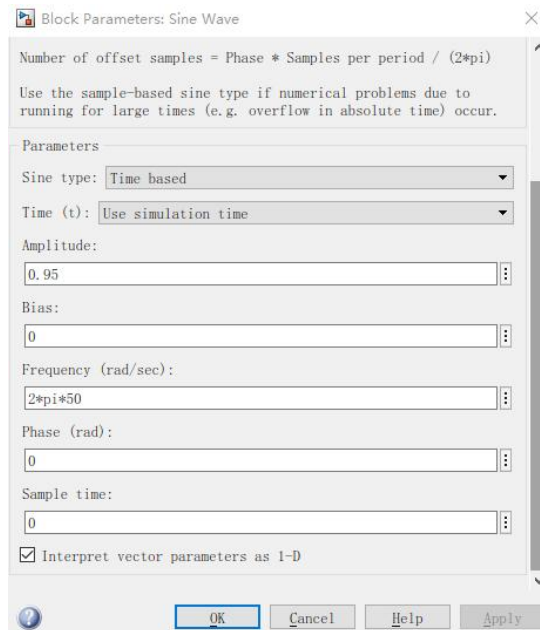 Block Parameters: Sine Wave
Number of offset samples = Phase * Samples per period / (2*pi)
Use the sample-based sine type if numerical problems due to
running for large times (e.g. overflow in absolute time) occur.
Parameters
Sine type: Time based
Time (t): Use simulation time
Amplitude:
0.95
Bias:
0
Frequency (rad/sec):
2*pi*50
Phase (rad):
0
Sample time:
0
Interpret vector parameters as 1-D
OK Cancel Help Apply